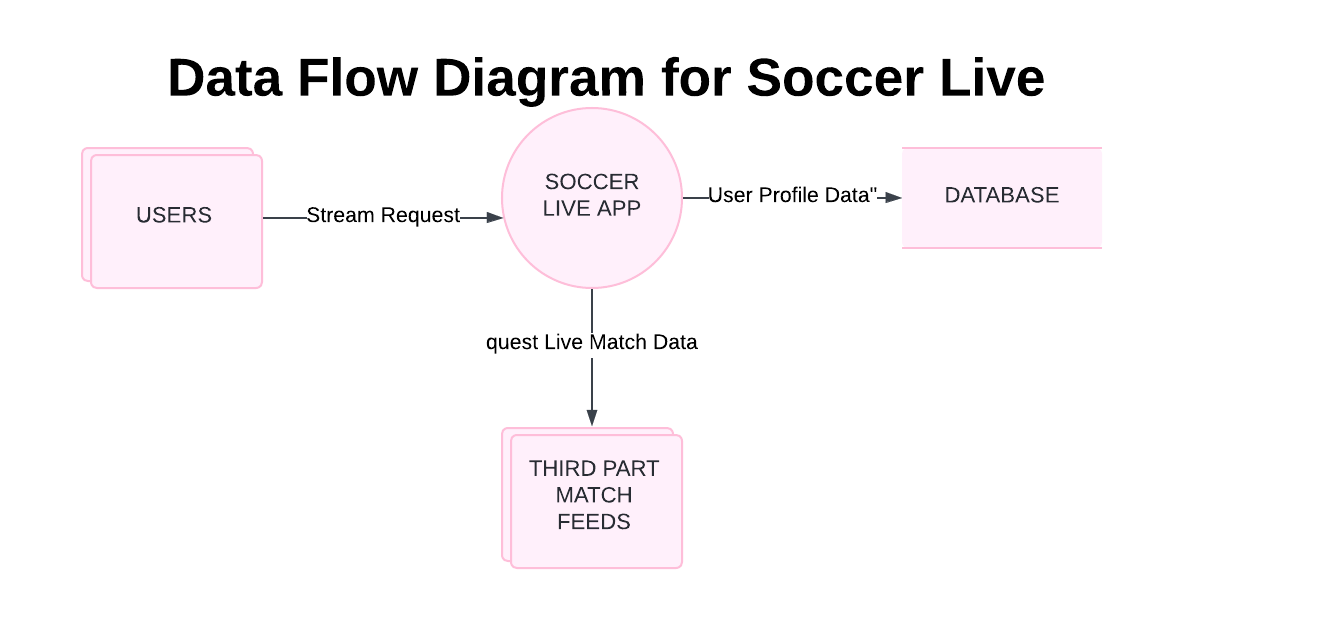 Data Flow Diagram for Soccer Live
USERS
Stream Request
SOCCER
LIVE APP
User Profile Data"
DATABASE
quest Live Match Data
THIRD PART
MATCH
FEEDS